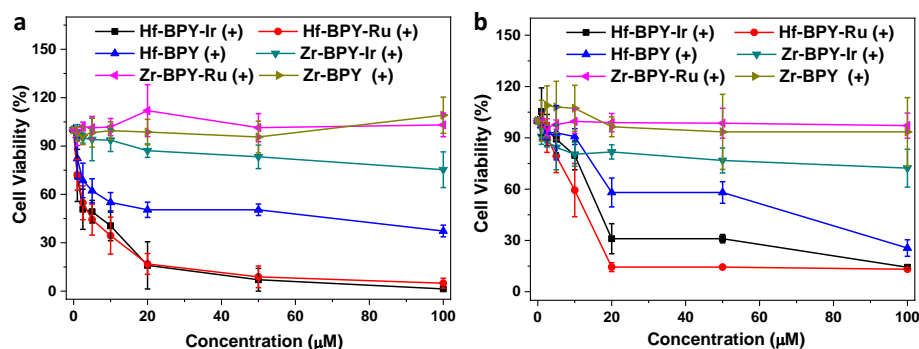 a
Hf-BPY-Ir (+) Hf-BPY-Ru (+)
Hf-BPY (+) Zr-BPY-Ir (+)
Zr-BPY-Ru (+) Zr-BPY (+)
Cell Viability (%)
150
120
90
60
30
0
0 20 40 60 80 100
Concentration (μM)
b
Hf-BPY-Ir (+) Hf-BPY-Ru (+)
Hf-BPY (+) Zr-BPY-Ir (+)
Zr-BPY-Ru (+) Zr-BPY (+)
Cell Viability (%)
150
120
90
60
30
0
0 20 40 60 80 100
Concentration (μM)